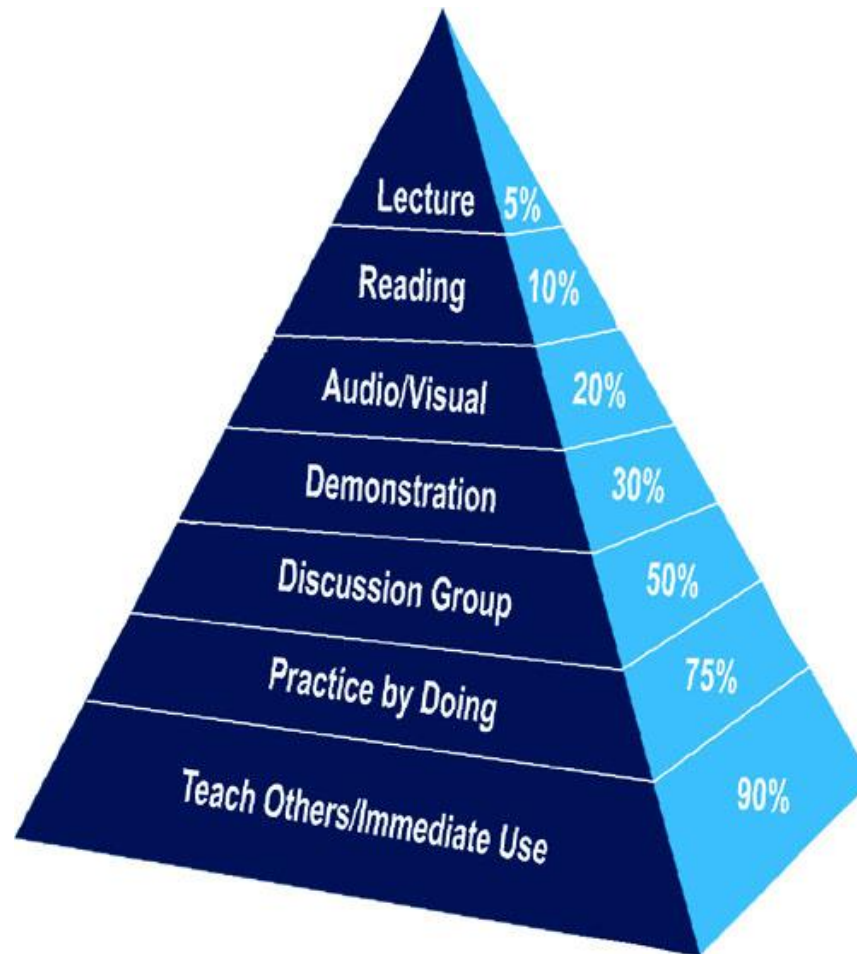 Lecture 5%
Reading 10%
Audio/Visual 20%
Demonstration 30%
Discussion Group 50%
Practice by Doing 75%
Teach Others/Immediate Use 90%